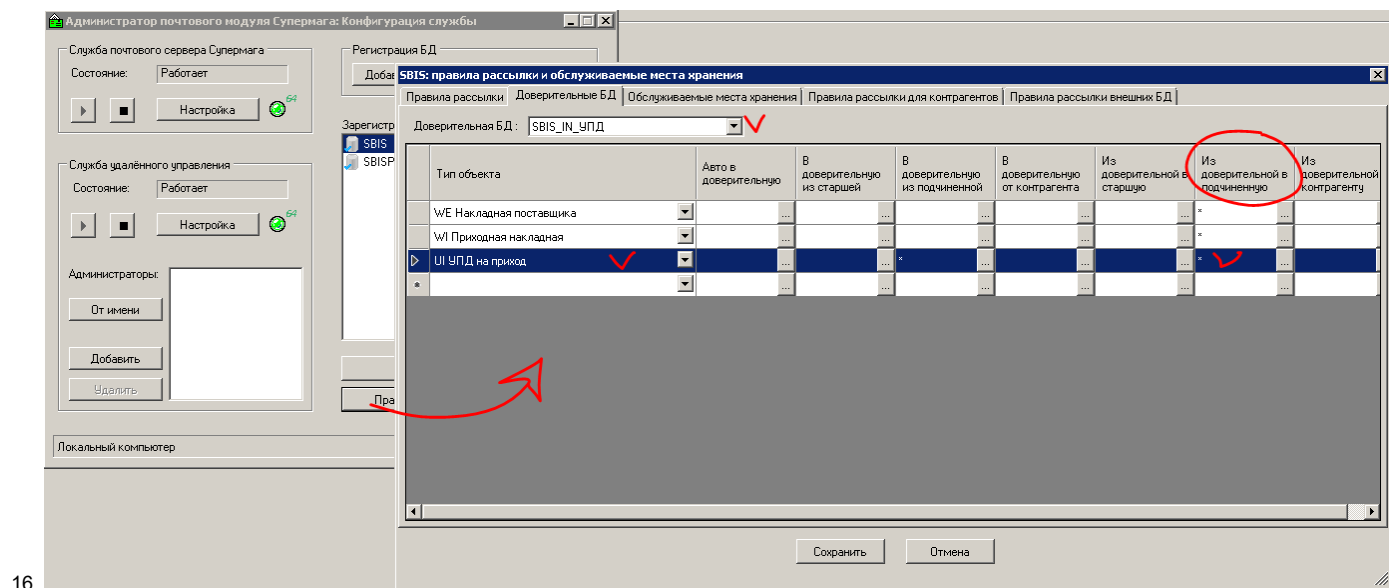 Администратор почтового модуля Супермага: Конфигурация службы
Служба почтового сервера Супермага
Состояние: Работает
Настройка
64
Служба удалённого управления
Состояние: Работает
Настройка
64
Администраторы:
От имени
Добавить
Удалить
Локальный компьютер
Регистрация БД
SBIS
SBISP
SBIS: правила рассылки и обслуживаемые места хранения
Правила рассылки Доверительные БД Обслуживаемые места хранения Правила рассылки для контрагентов Правила рассылки внешних БД
Доверительная БД: SBIS_IN_УПД
Тип объекта
Авто в
доверительную
В
доверительную
из старшей
В
доверительную
из подчиненной
В
доверительную
от контрагента
Из
доверительной в
старшую
Из
доверительной в
подчиненную
Из
доверительной
контрагенту
WE Накладная поставщика ... ... ... ... ... * ...
WI Приходная накладная ... ... ... ... ... * ...
UI УПД на приход ... ... * ... ... ... * ...
* ... ... ... ... ... ...
Сохранить Отмена
16